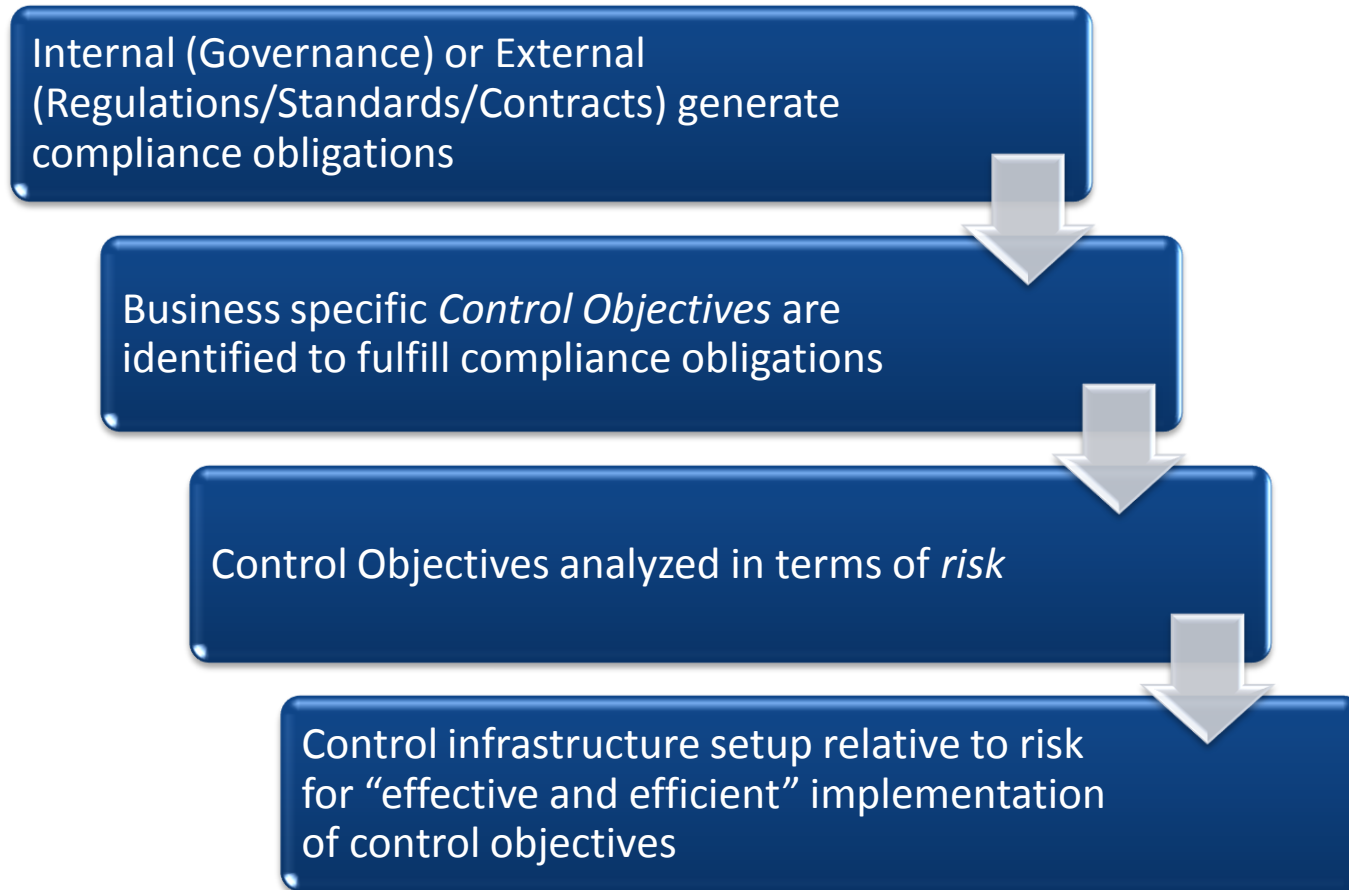 Internal (Governance) or External
(Regulations/Standards/Contracts) generate
compliance obligations
Business specific Control Objectives are
identified to fulfill compliance obligations
Control Objectives analyzed in terms of risk
Control infrastructure setup relative to risk
for “effective and efficient” implementation
of control objectives